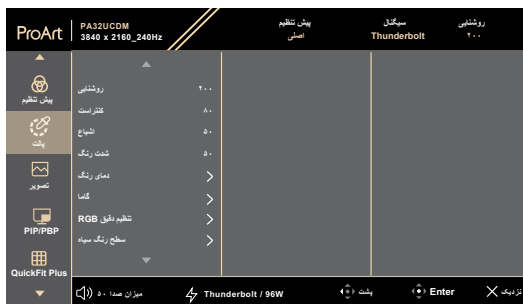 ProArt
PA32UCDM
3840 x 2160_240Hz
پیش تنظیم
اصلی
سیگنال
Thunderbolt
روشنایی
۲۰۰
پیش تنظیم
پالت
تصویر
PIP/PBP
QuickFit Plus
روشنایی ۲۰۰
کنتراست ۸۰
اشباع ۵۰
شدت رنگ ۵۰
دمای رنگ
گاما
تنظیم دقیق RGB
سطح رنگ سیاه
میزان صدا ۵۰
Thunderbolt / 96W
پشت
Enter
نزدیک